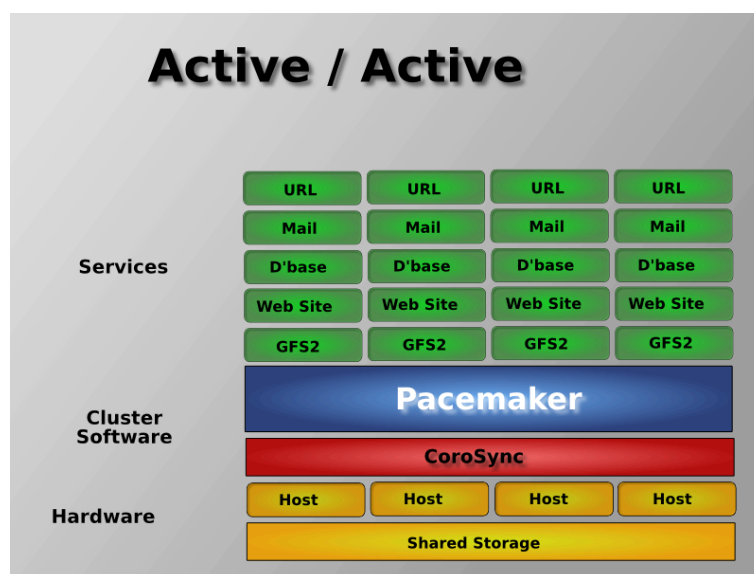 Active / Active
URL URL URL URL
Mail Mail Mail Mail
Services
D'base D'base D'base D'base
Web Site Web Site Web Site Web Site
GFS2 GFS2 GFS2 GFS2
Pacemaker
Cluster
Software
CoroSync
Host Host Host Host
Hardware
Shared Storage